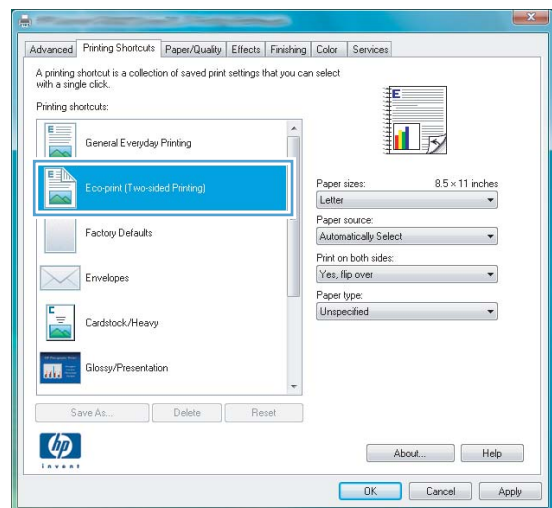 Advanced Printing Shortcuts Paper/Quality Effects Finishing Color Services
A printing shortcut is a collection of saved print settings that you can select
with a single click.
Printing shortcuts:
E
General Everyday Printing
Eco-print (Two-sided Printing)
Factory Defaults
Envelopes
Cardstock/Heavy
Glossy/Presentation
Save As... Delete Reset
hp
invent
E
Paper sizes: 8.5 × 11 inches
Letter
Paper source:
Automatically Select
Print on both sides:
Yes, flip over
Paper type:
Unspecified
About... Help
OK Cancel Apply